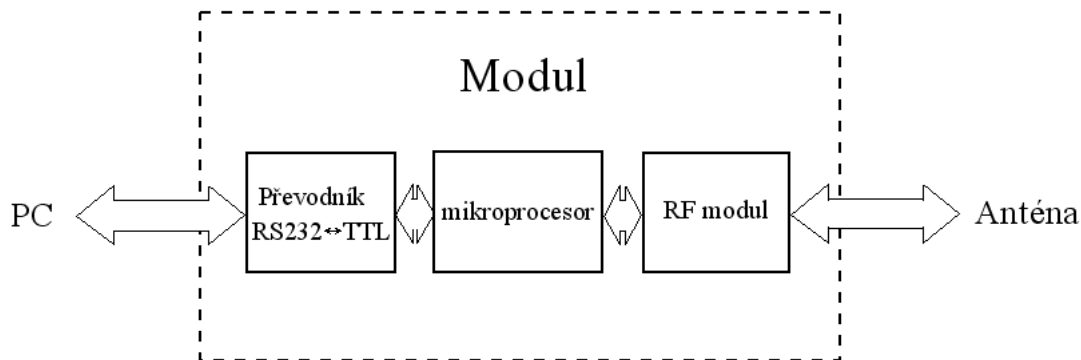 Modul
PC
Převodník
RS232↔TTL
mikroprocesor
RF modul
Anténa